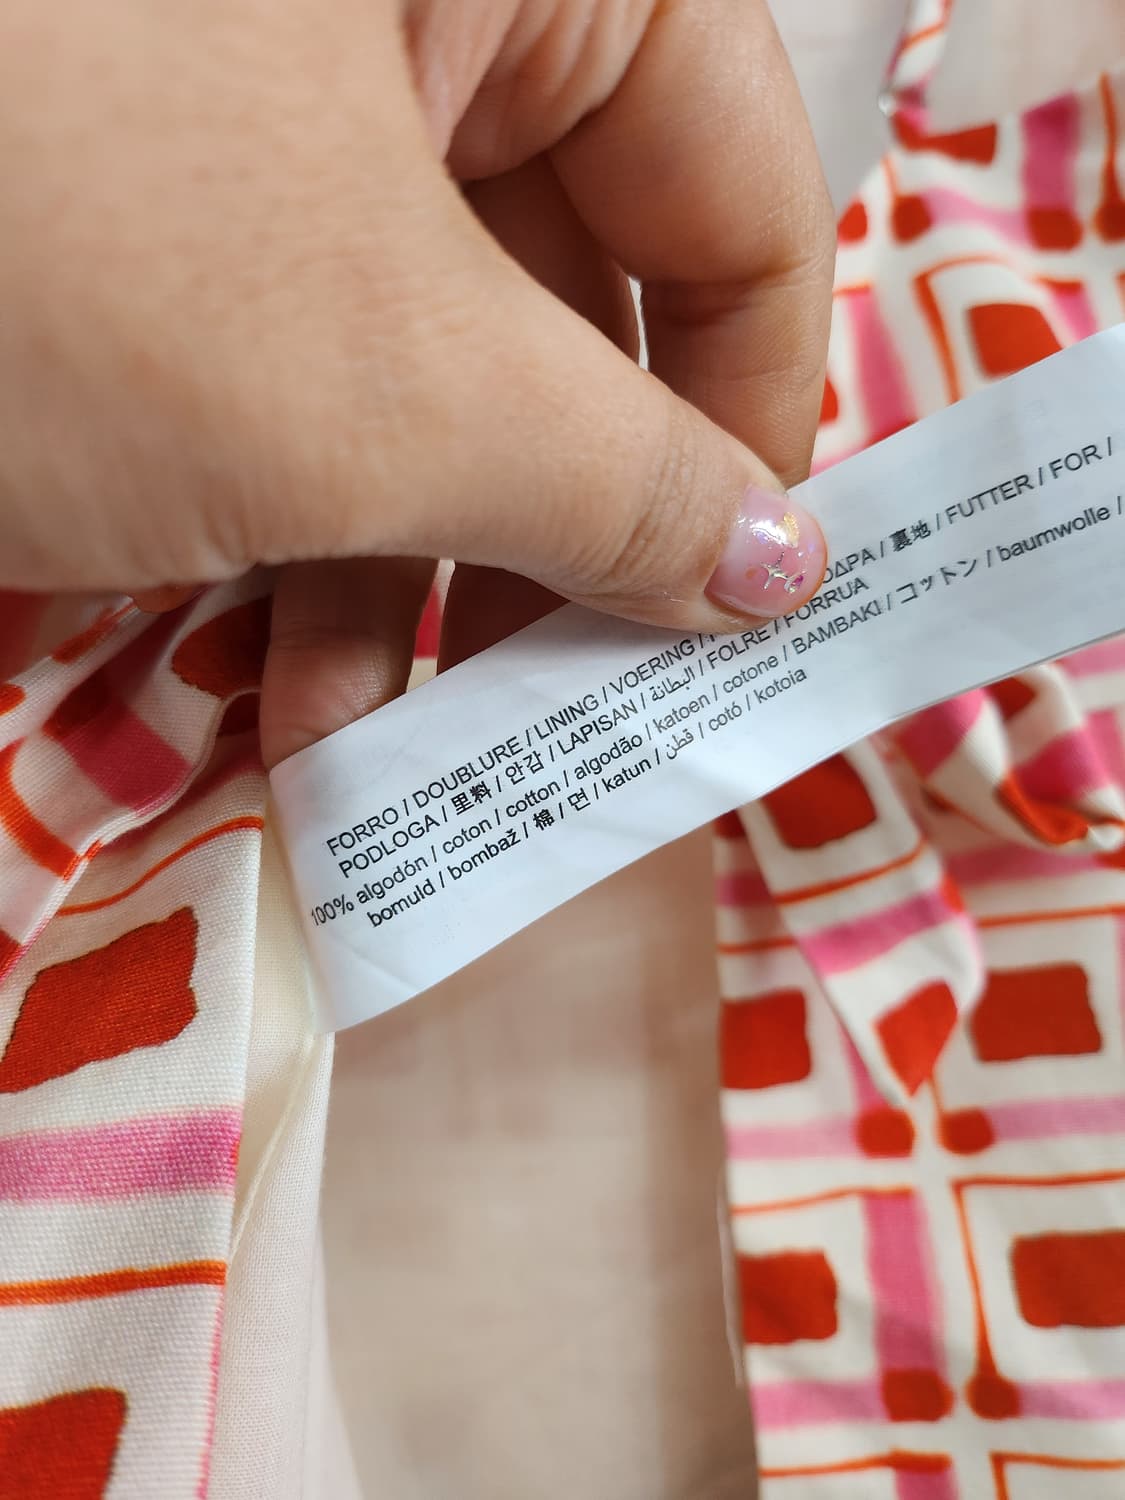 FORRO / DOUBLURE / LINING / VOERING / ΦΟΔΡΑ / 裏地 / FUTTER / FOR /
PODLOGA / 里料 / 안감 / LAPISAN / البطانة / FOLRE / FORRUA
100% algodón / coton / cotton / algodão / katoen / cotone / BAMBAKI / コットン / baumwolle /
bomuld / bombaž / 棉 / 면 / katun / قطن / cotó / kotoia